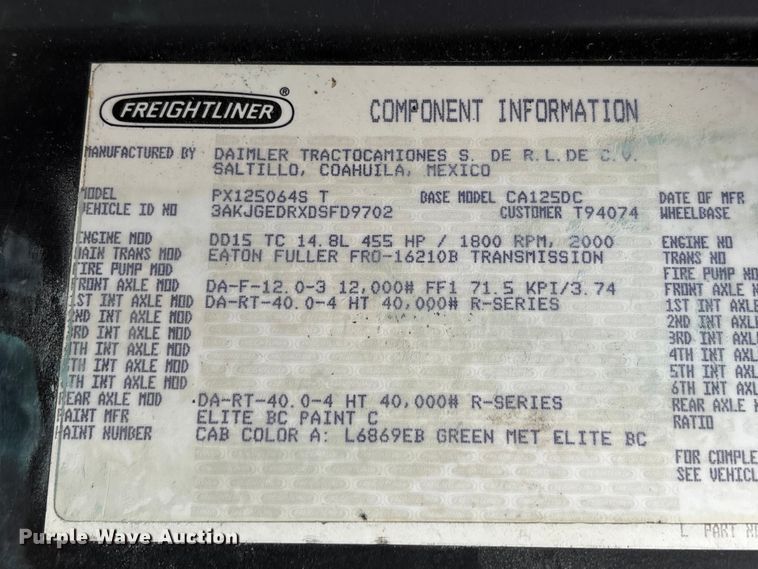 FREIGHTLINER ® COMPONENT INFORMATION
MANUFACTURED BY DAIMLER TRACTOCAMIONES S. DE R.L.DE C.V.
SALTILLO, COAHUILA, MEXICO
MODEL PX125064S T BASE MODEL CA125DC DATE OF MFR
VEHICLE ID NO 3AKJGEDRXDSFD9702 CUSTOMER T94074 WHEELBASE
ENGINE MOD DD15 TC 14.8L 455 HP / 1800 RPM, 2000 ENGINE NO
MAIN TRANS MOD EATON FULLER FRO-16210B TRANSMISSION TRANS NO
FIRE PUMP MOD FIRE PUMP NO
FRONT AXLE MOD DA-F-12.0-3 12,000# FF1 71.5 KPI/3.74 FRONT AXLE N
1ST INT AXLE MOD DA-RT-40.0-4 HT 40,000# R-SERIES 1ST INT AXLE
2ND INT AXLE MOD 2ND INT AXLE
3RD INT AXLE MOD 3RD INT AXLE
4TH INT AXLE MOD 4TH INT AXLE
TH INT AXLE MOD 5TH INT AXLE
TH INT AXLE MOD 6TH INT AXLE
REAR AXLE MOD DA-RT-40.0-4 HT 40,000# R-SERIES REAR AXLE N
PAINT MFR ELITE BC PAINT C RATIO
PAINT NUMBER CAB COLOR A: L6869EB GREEN MET ELITE BC
FOR COMPLE
SEE VEHICL
L PART NO
Purple Wave Auction
Purple Wave Auction